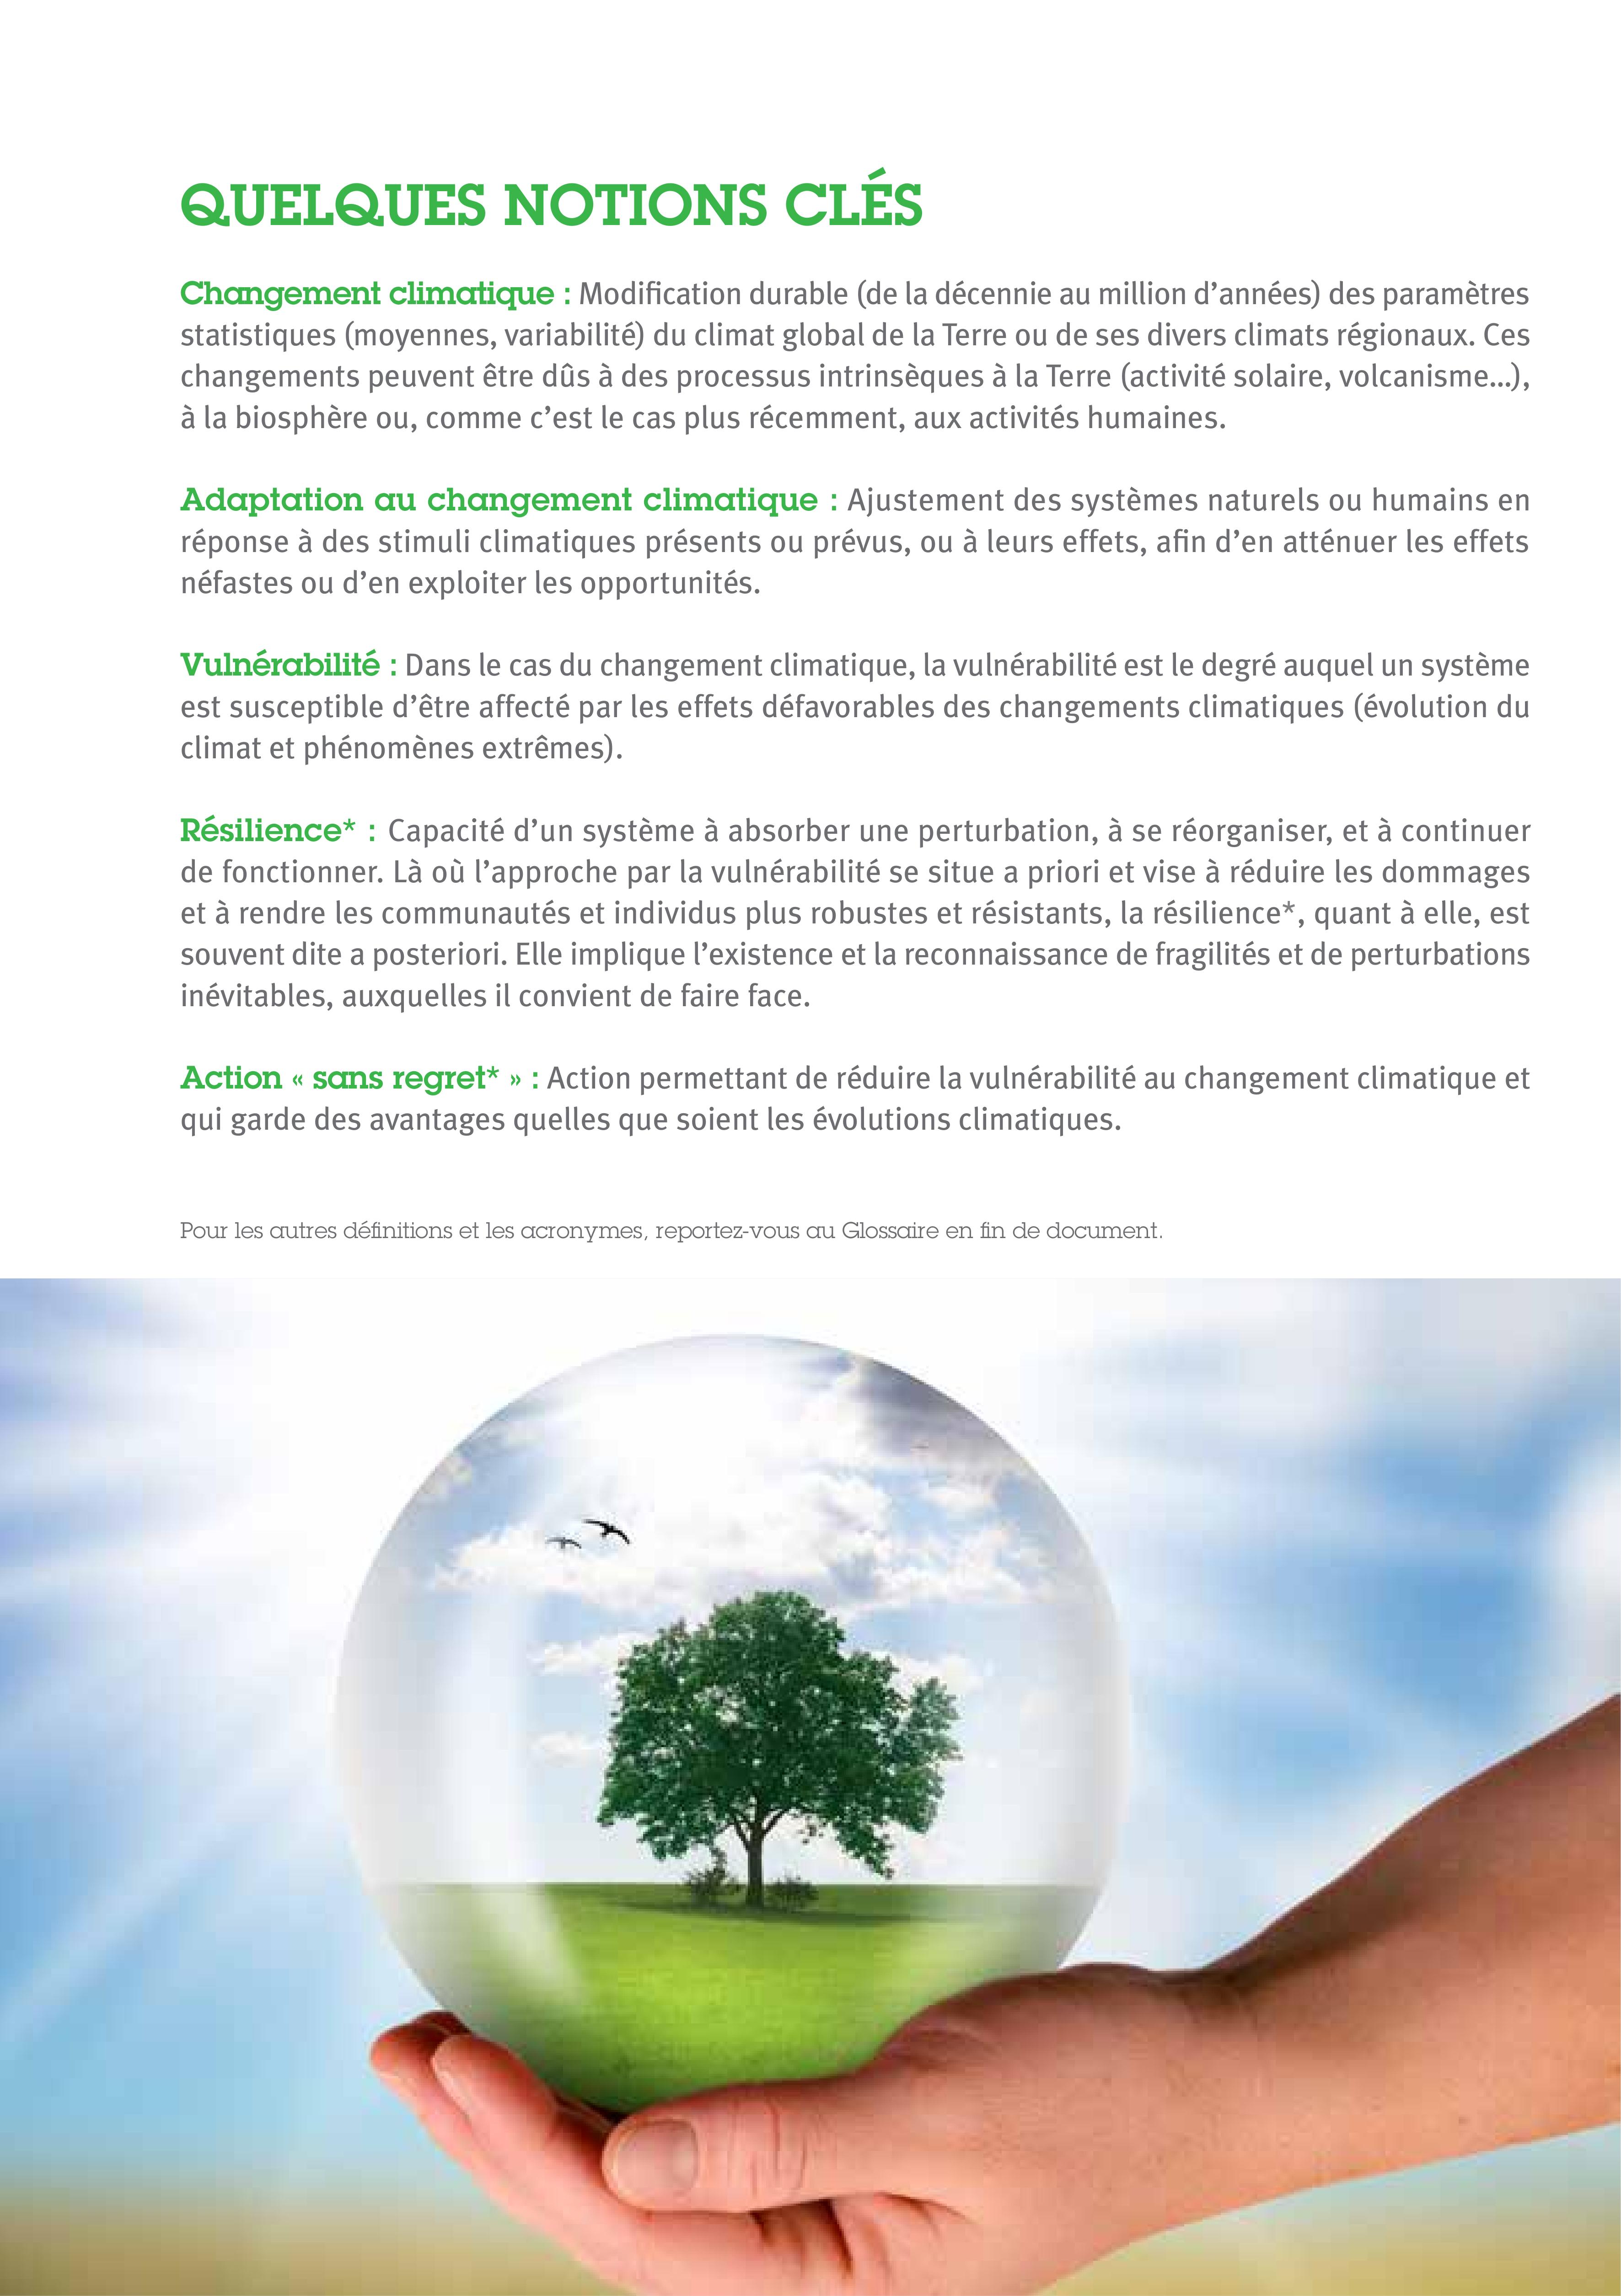 QUELQUES NOTIONS CLÉS
Changement climatique : Modification durable (de la décennie au million d’années) des paramètres
statistiques (moyennes, variabilité) du climat global de la Terre ou de ses divers climats régionaux. Ces
changements peuvent être dûs à des processus intrinsèques à la Terre (activité solaire, volcanisme...),
à la biosphère ou, comme c’est le cas plus récemment, aux activités humaines.
Adaptation au changement climatique : Ajustement des systèmes naturels ou humains en
réponse à des stimuli climatiques présents ou prévus, ou à leurs effets, afin d’en atténuer les effets
néfastes ou d’en exploiter les opportunités.
Vulnérabilité : Dans le cas du changement climatique, la vulnérabilité est le degré auquel un système
est susceptible d’être affecté par les effets défavorables des changements climatiques (évolution du
climat et phénomènes extrêmes).
Résilience* : Capacité d’un système à absorber une perturbation, à se réorganiser, et à continuer
de fonctionner. Là où l’approche par la vulnérabilité se situe a priori et vise à réduire les dommages
et à rendre les communautés et individus plus robustes et résistants, la résilience*, quant à elle, est
souvent dite a posteriori. Elle implique l’existence et la reconnaissance de fragilités et de perturbations
inévitables, auxquelles il convient de faire face.
Action « sans regret* » : Action permettant de réduire la vulnérabilité au changement climatique et
qui garde des avantages quelles que soient les évolutions climatiques.
Pour les autres définitions et les acronymes, reportez-vous au Glossaire en fin de document.